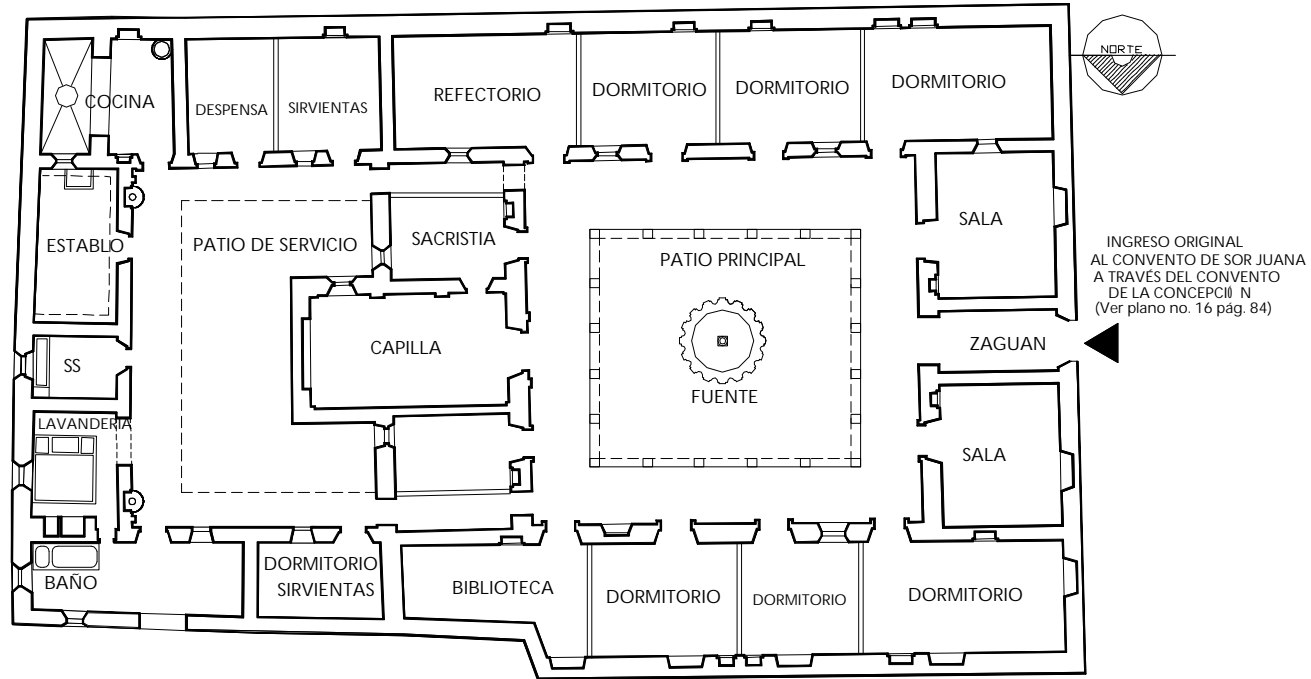 NORTE
COCINA
DESPENSA
SIRVIENTAS
REFECTORIO
DORMITORIO
DORMITORIO
DORMITORIO
ESTABLO
PATIO DE SERVICIO
SACRISTIA
PATIO PRINCIPAL
SALA
INGRESO ORIGINAL
AL CONVENTO DE SOR JUANA
A TRAVÉS DEL CONVENTO
DE LA CONCEPCIÓN
(Ver plano no. 16 pág. 84)
SS
CAPILLA
ZAGUAN
FUENTE
LAVANDERIA
SALA
BAÑO
DORMITORIO
SIRVIENTAS
BIBLIOTECA
DORMITORIO
DORMITORIO
DORMITORIO